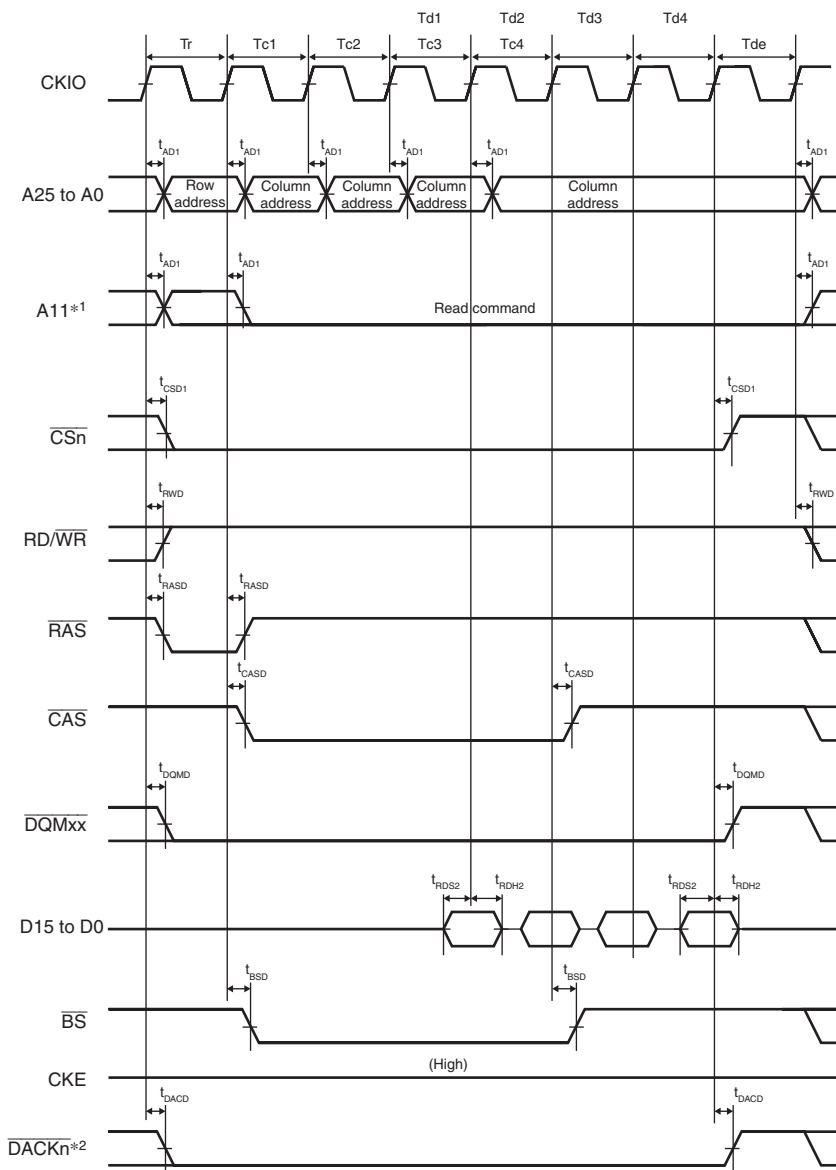 Td1 Td2 Td3 Td4
Tr Tc1 Tc2 Tc3 Tc4 Tde
CKIO
tAD1 tAD1 tAD1 tAD1 tAD1 tAD1
A25 to A0 Row address Column address Column address Column address Column address
tAD1 tAD1 tAD1
A11*1 Read command
tCSD1 tCSD1
CSn
tRWD tRWD
RD/WR
tRASD tRASD
RAS
tCASD tCASD
CAS
tDQMD tDQMD
DQMxx
tRDS2 tRDH2 tRDS2 tRDH2
D15 to D0
tBSD tBSD
BS
(High)
CKE
tDACD tDACD
DACKn*2